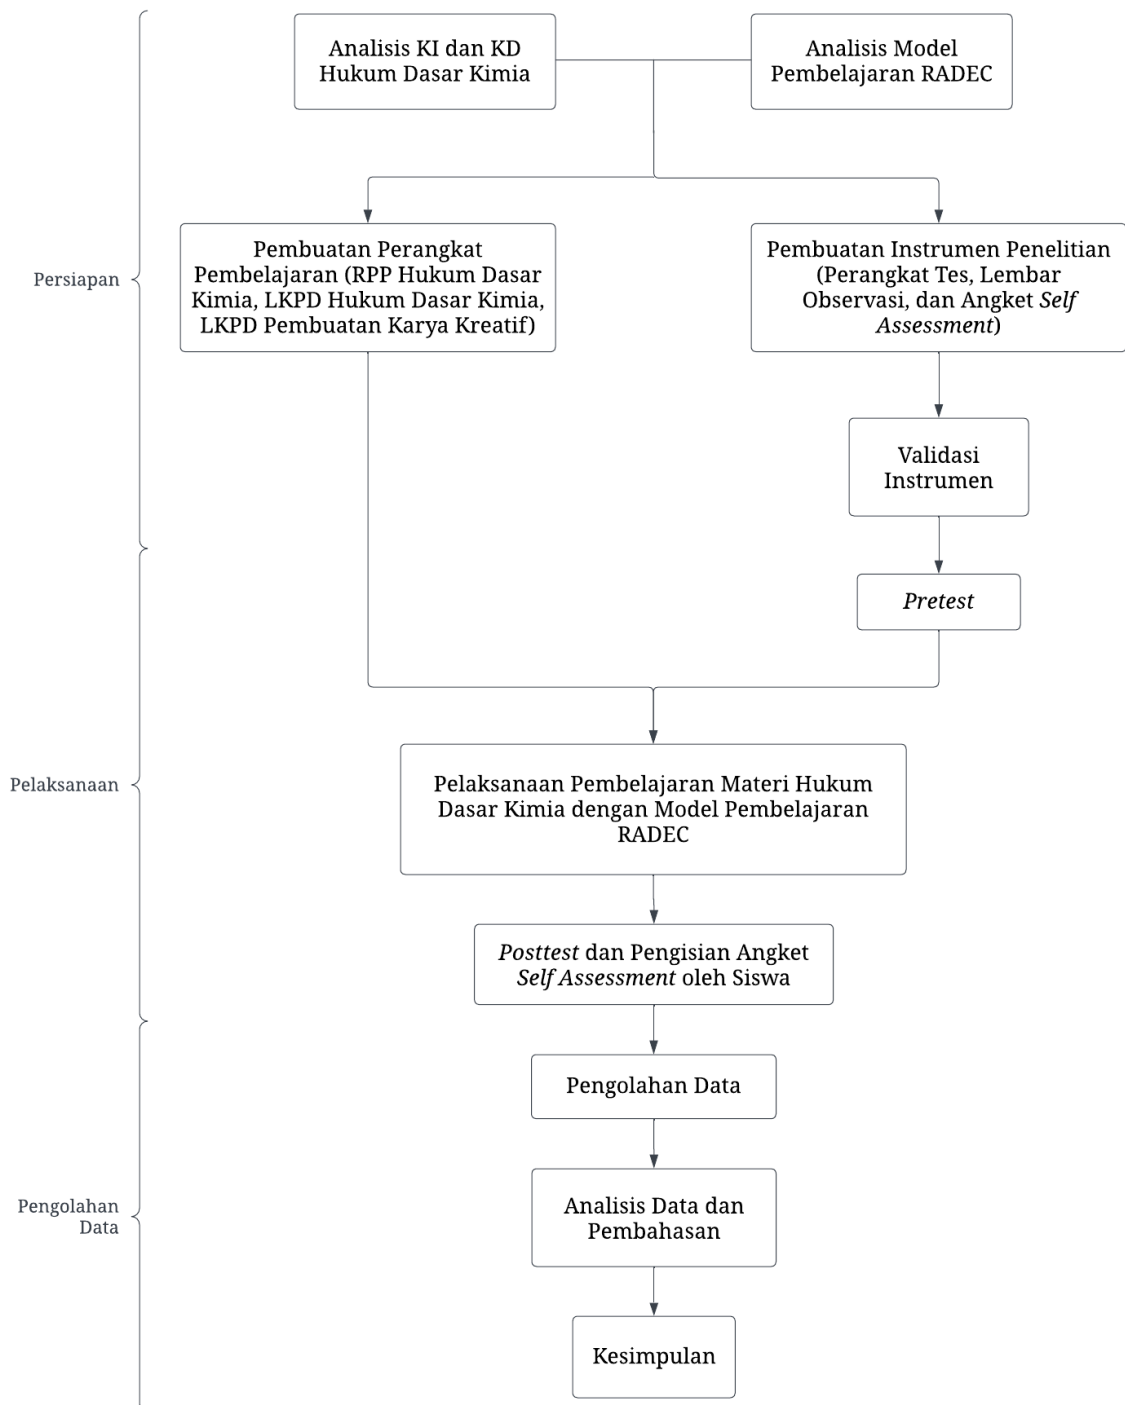 Analisis KI dan KD
Hukum Dasar Kimia
Analisis Model
Pembelajaran RADEC
Persiapan
Pembuatan Perangkat
Pembelajaran (RPP Hukum Dasar
Kimia, LKPD Hukum Dasar Kimia,
LKPD Pembuatan Karya Kreatif)
Pembuatan Instrumen Penelitian
(Perangkat Tes, Lembar
Observasi, dan Angket Self
Assessment)
Validasi
Instrumen
Pretest
Pelaksanaan
Pelaksanaan Pembelajaran Materi Hukum
Dasar Kimia dengan Model Pembelajaran
RADEC
Posttest dan Pengisian Angket
Self Assessment oleh Siswa
Pengolahan Data
Pengolahan
Data
Analisis Data dan
Pembahasan
Kesimpulan